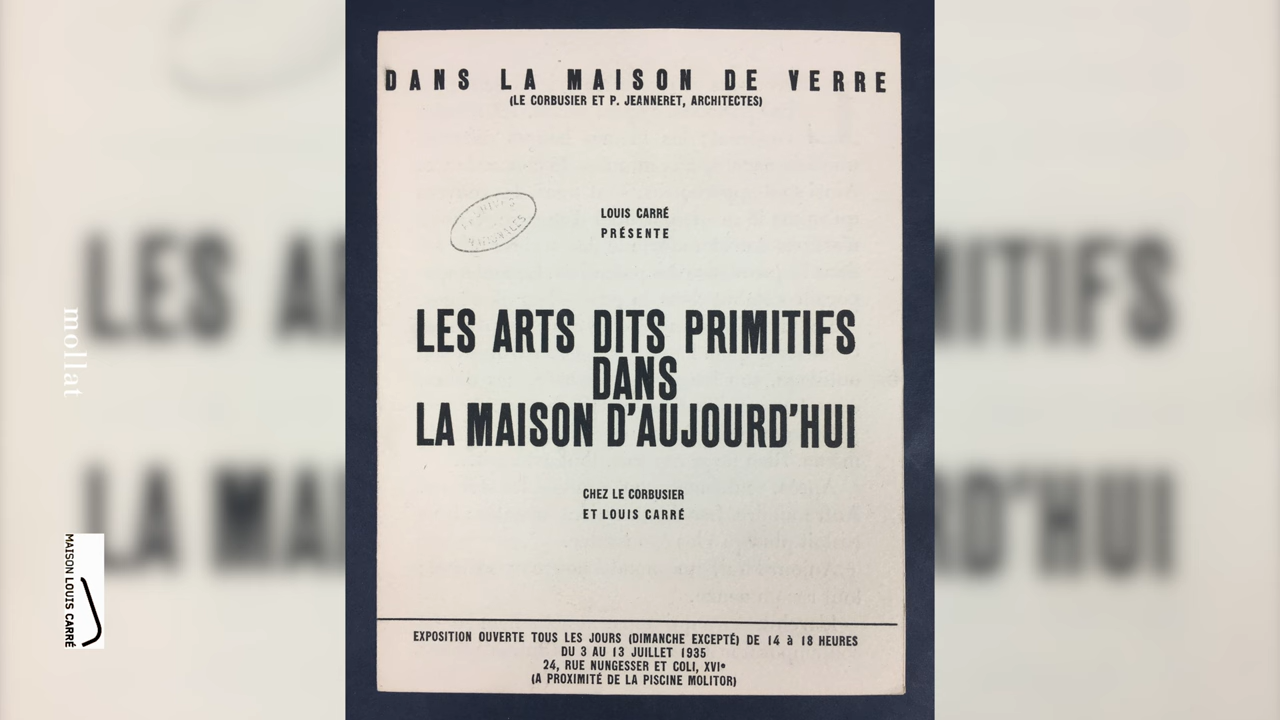 DANS LA MAISON DE VERRE
(LE CORBUSIER ET P. JEANNERET, ARCHITECTES)
ARCHIVES
NATIONALES
LOUIS CARRÉ
PRÉSENTE
LES ARTS DITS PRIMITIFS
DANS
LA MAISON D'AUJOURD'HUI
CHEZ LE CORBUSIER
ET LOUIS CARRÉ
EXPOSITION OUVERTE TOUS LES JOURS (DIMANCHE EXCEPTÉ) DE 14 à 18 HEURES
DU 3 AU 13 JUILLET 1935
24, RUE NUNGESSER ET COLI, XVIe
(A PROXIMITÉ DE LA PISCINE MOLITOR)
mollat
MAISON LOUIS CARRÉ